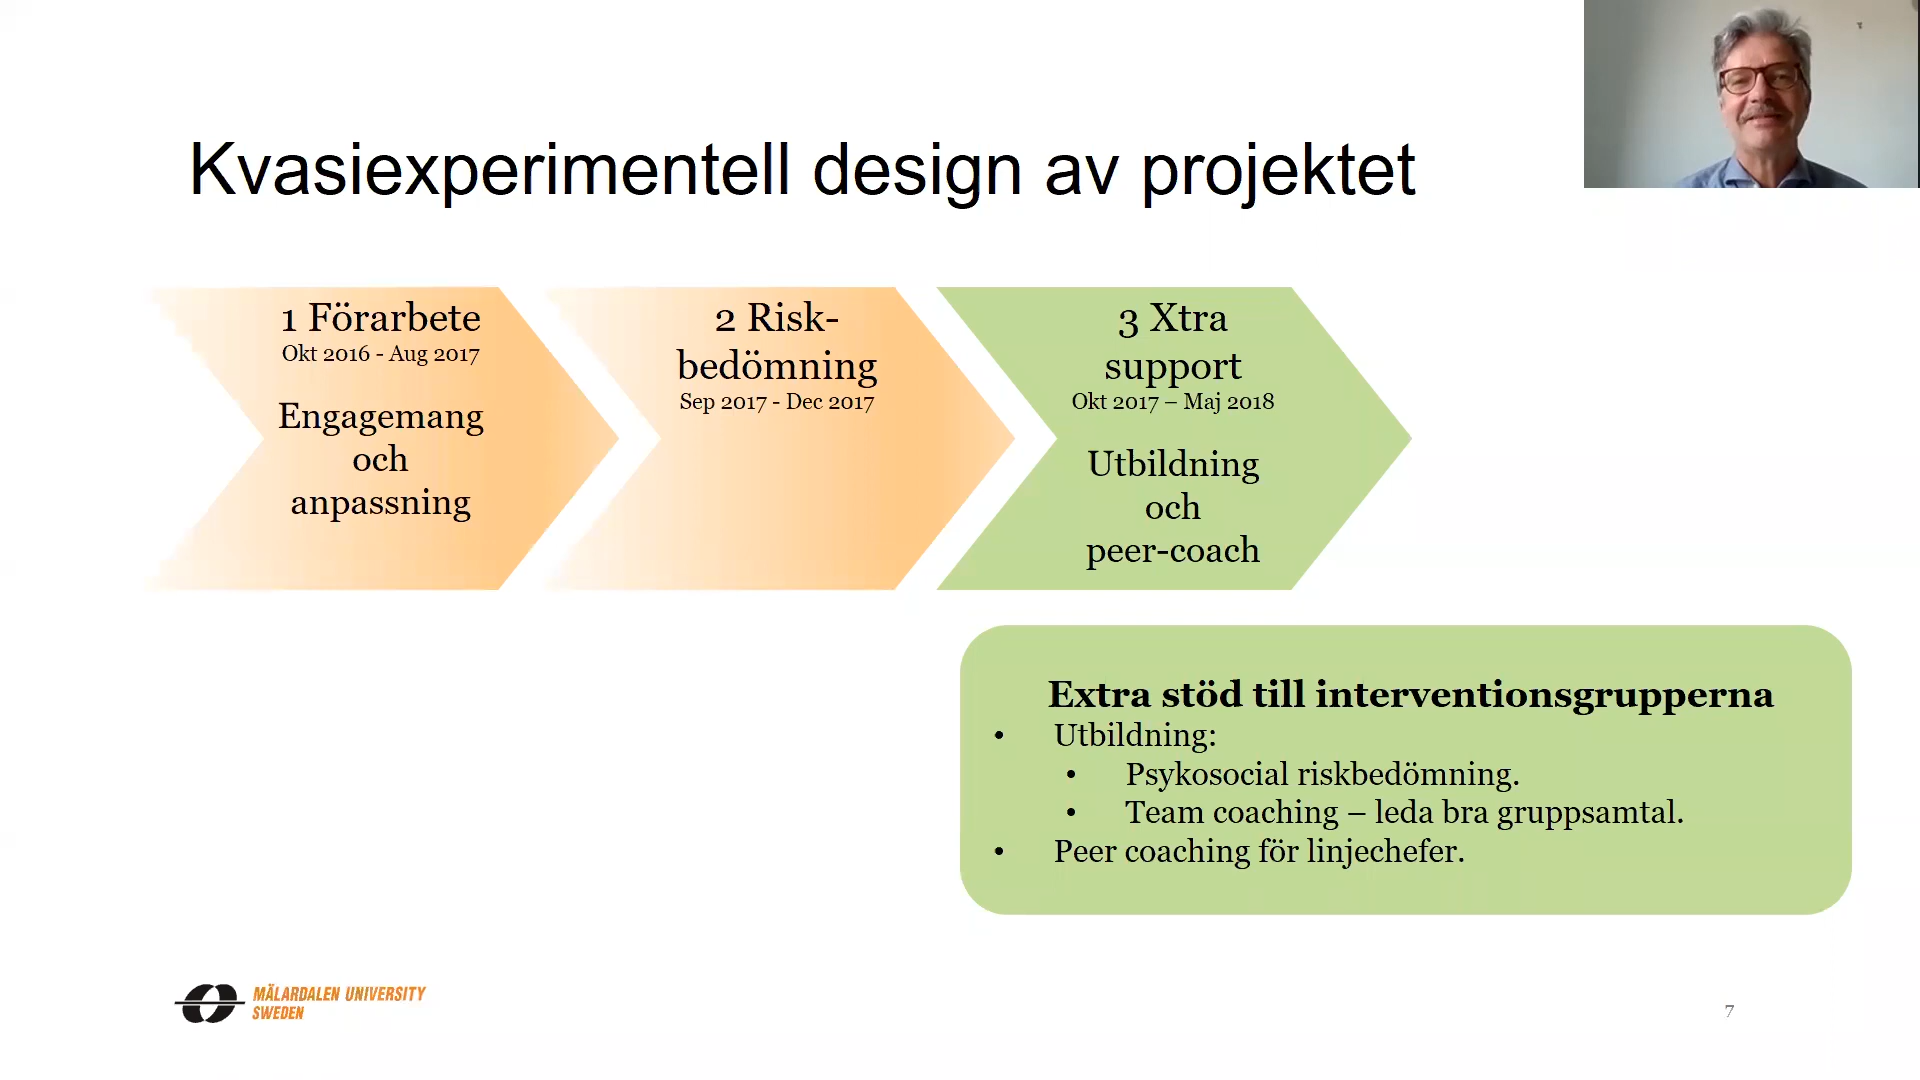 Kvasiexperimentell design av projektet
1 Förarbete
Okt 2016 - Aug 2017
Engagemang
och
anpassning
2 Risk-
bedömning
Sep 2017 - Dec 2017
3 Xtra
support
Okt 2017 – Maj 2018
Utbildning
och
peer-coach
Extra stöd till interventionsgrupperna
• Utbildning:
• Psykosocial riskbedömning.
• Team coaching – leda bra gruppsamtal.
• Peer coaching för linjechefer.
MÄLARDALEN UNIVERSITY
SWEDEN
7